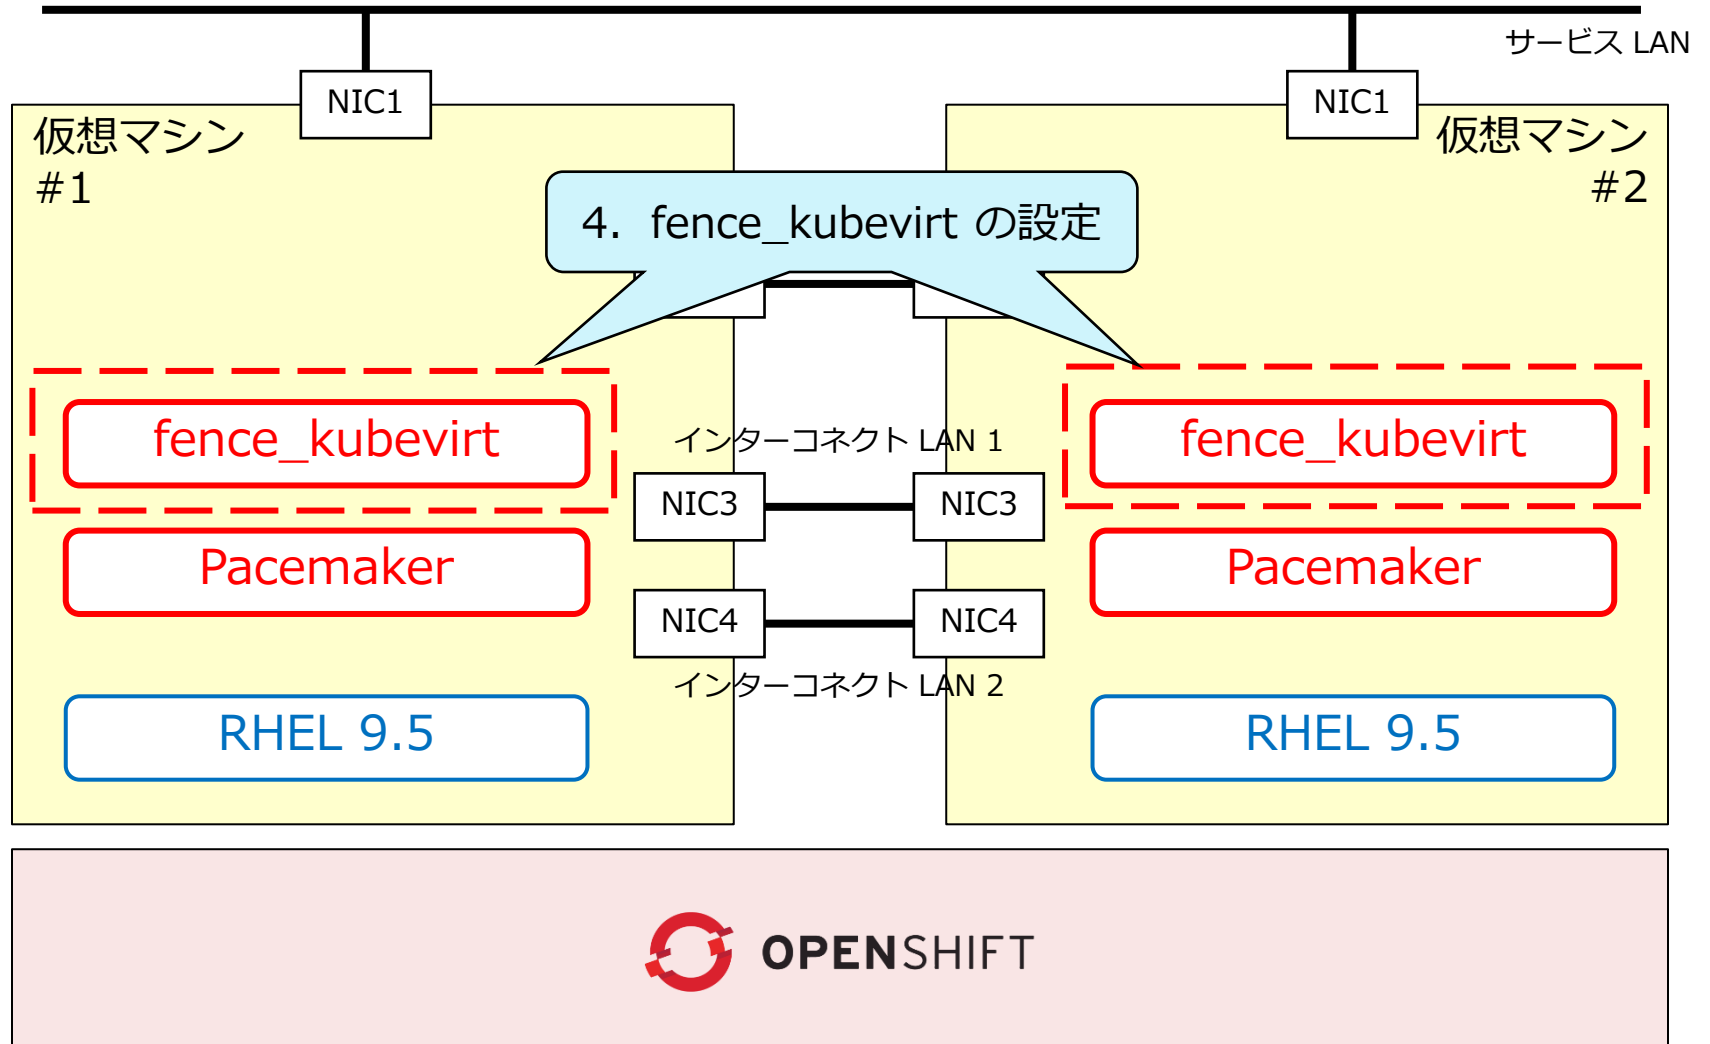 サービス LAN
NIC1
NIC1
仮想マシン
#1
仮想マシン
#2
4. fence_kubevirt の設定
fence_kubevirt
fence_kubevirt
インターコネクト LAN 1
NIC3
NIC3
Pacemaker
Pacemaker
NIC4
NIC4
インターコネクト LAN 2
RHEL 9.5
RHEL 9.5
OPENSHIFT